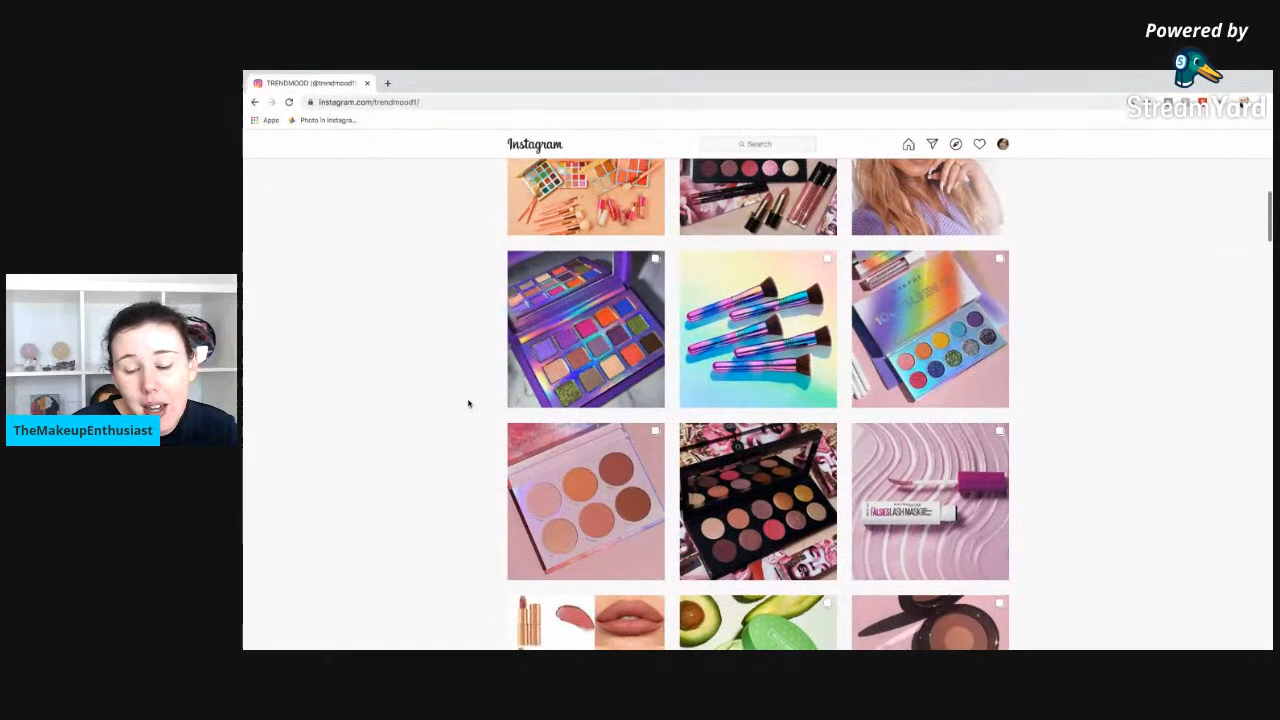 Powered by
StreamYard
TRENDMOOD (@trendmood1)
instagram.com/trendmood1/
Apps
Photo in Instagra...
Instagram
Search
MORPHE
TheMakeupEnthusiast
MAYBELLINE
FALSIES LASH MASK